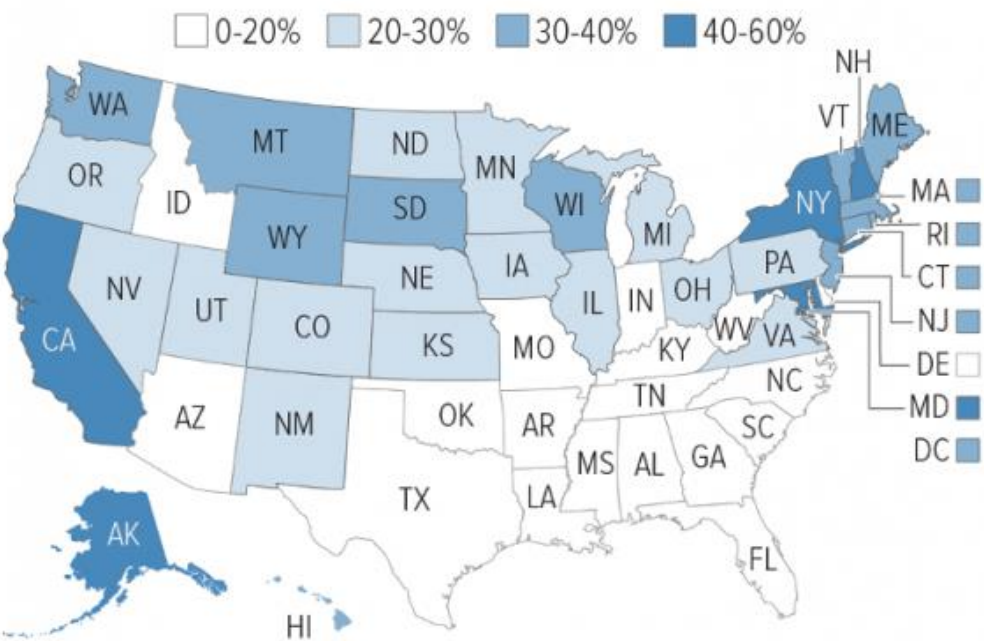 0-20% 20-30% 30-40% 40-60%
NH
VT
ME
WA
MT
ND
MN
OR
ID
SD
WI
MI
NY
MA
WY
RI
NE
IA
PA
CT
NV
UT
CO
IL
IN
OH
NJ
CA
KS
MO
WV
VA
KY
DE
AZ
NM
OK
AR
TN
NC
MD
SC
DC
TX
LA
MS
AL
GA
AK
FL
HI